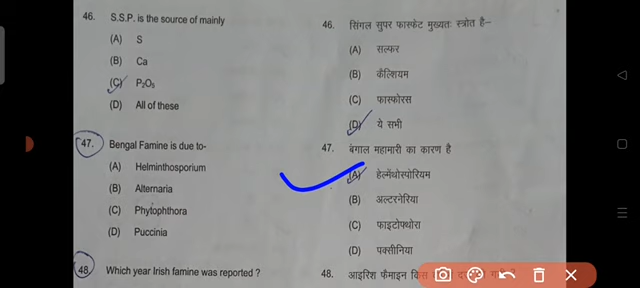 46. S.S.P. is the source of mainly
(A) S
(B) Ca
(C) P₂O₅
(D) All of these
47. Bengal Famine is due to-
(A) Helminthosporium
(B) Alternaria
(C) Phytophthora
(D) Puccinia
48. Which year Irish famine was reported ?
46. सिंगल सुपर फास्फेट मुख्यतः स्त्रोत है–
(A) सल्फर
(B) कैल्शियम
(C) फास्फोरस
(D) ये सभी
47. बंगाल महामारी का कारण है
(A) हेल्मेंथोस्पोरियम
(B) अल्टरनेरिया
(C) फाइटोफ्थोरा
(D) पक्सीनिया
48. आइरिश फैमाइन किस